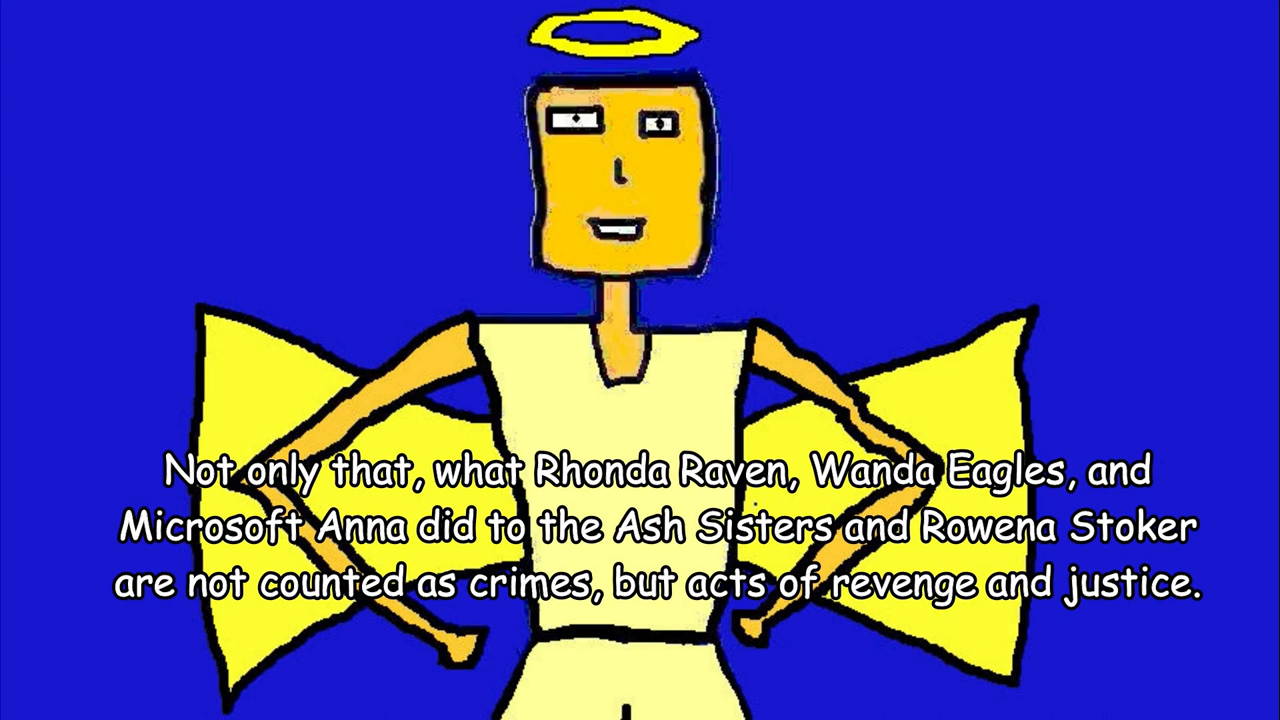 Not only that, what Rhonda Raven, Wanda Eagles, and
Microsoft Anna did to the Ash Sisters and Rowena Stoker
are not counted as crimes, but acts of revenge and justice.